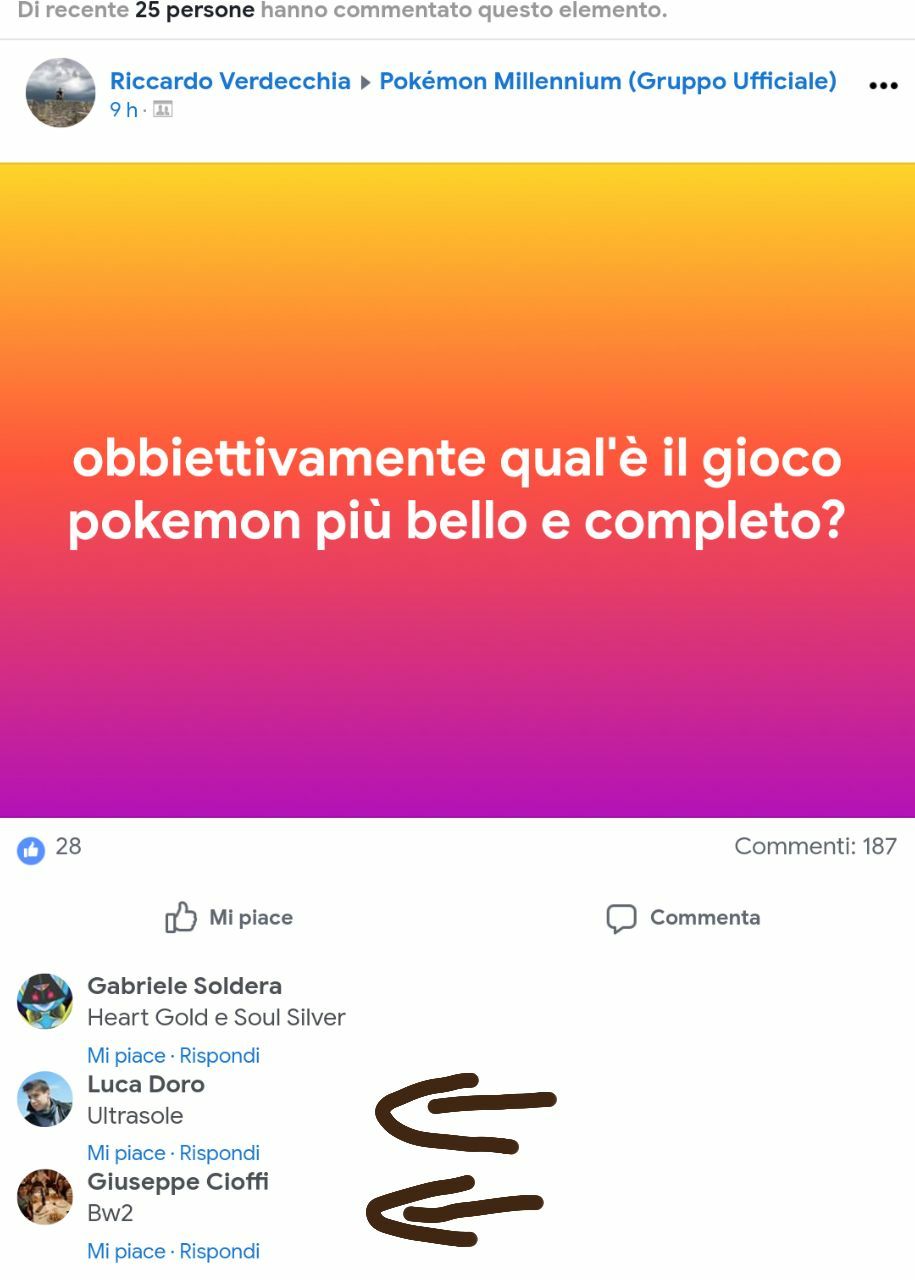 Di recente 25 persone hanno commentato questo elemento.
Riccardo Verdecchia ▸ Pokémon Millennium (Gruppo Ufficiale)
9 h ·
obbiettivamente qual'è il gioco
pokemon più bello e completo?
28
Commenti: 187
Mi piace
Commenta
Gabriele Soldera
Heart Gold e Soul Silver
Mi piace · Rispondi
Luca Doro
Ultrasole
Mi piace · Rispondi
Giuseppe Cioffi
Bw2
Mi piace · Rispondi